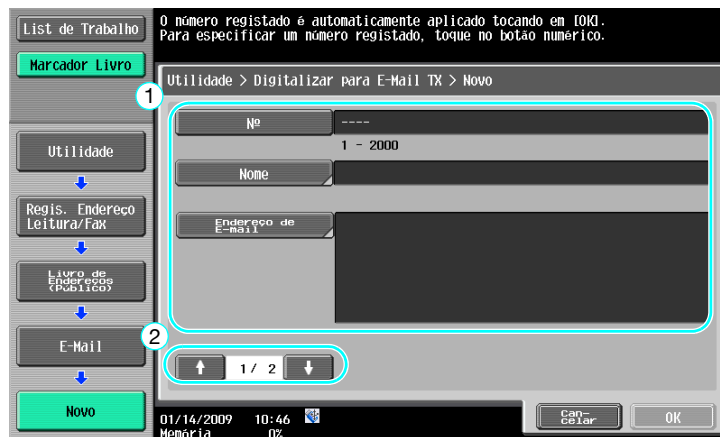 List de Trabalho
O número registado é automaticamente aplicado tocando em [OK].
Para especificar um número registado, toque no botão numérico.
Marcador Livro
Utilidade > Digitalizar para E-Mail TX > Novo
1
Nº
----
1 - 2000
Utilidade
Nome
Regis. Endereço
Leitura/Fax
Endereço de
E-mail
Livro de
Endereços
(Público)
2
E-Mail
1/ 2
Novo
01/14/2009 10:46
Memória 0%
Can-
celar
OK